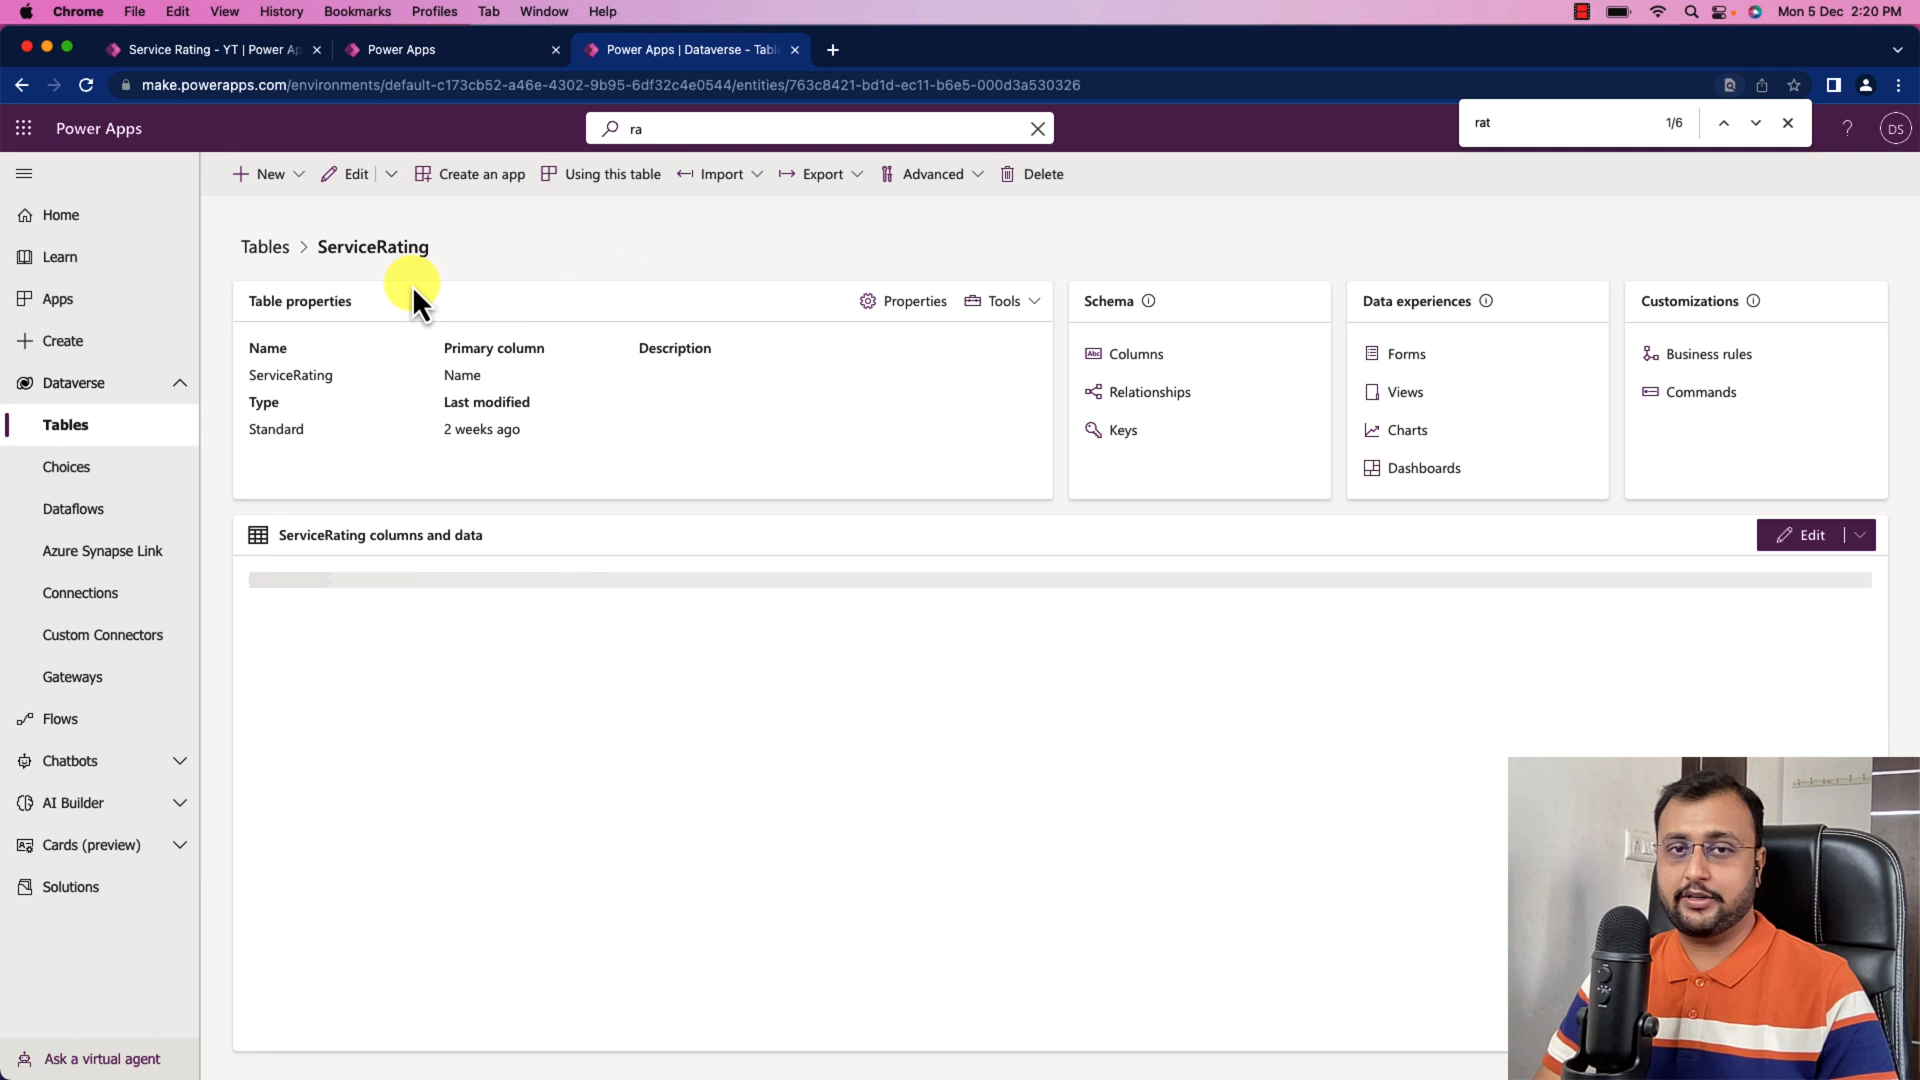 Chrome File Edit View History Bookmarks Profiles Tab Window Help Mon 5 Dec 2:20 PM
Service Rating - YT | Power Ap Power Apps Power Apps | Dataverse - Tabl
make.powerapps.com/environments/default-c173cb52-a46e-4302-9b95-6df32c4e0544/entities/763c8421-bd1d-ec11-b6e5-000d3a530326
Power Apps ra rat 1/6 ? DS
New Edit Create an app Using this table Import Export Advanced Delete
Home
Learn
Apps
Create
Dataverse
Tables
Choices
Dataflows
Azure Synapse Link
Connections
Custom Connectors
Gateways
Flows
Chatbots
AI Builder
Cards (preview)
Solutions
Ask a virtual agent
Tables > ServiceRating
Table properties Properties Tools
Name Primary column Description
ServiceRating Name
Type Last modified
Standard 2 weeks ago
Schema
Abc Columns
Relationships
Keys
Data experiences
Forms
Views
Charts
Dashboards
Customizations
Business rules
Commands
ServiceRating columns and data Edit